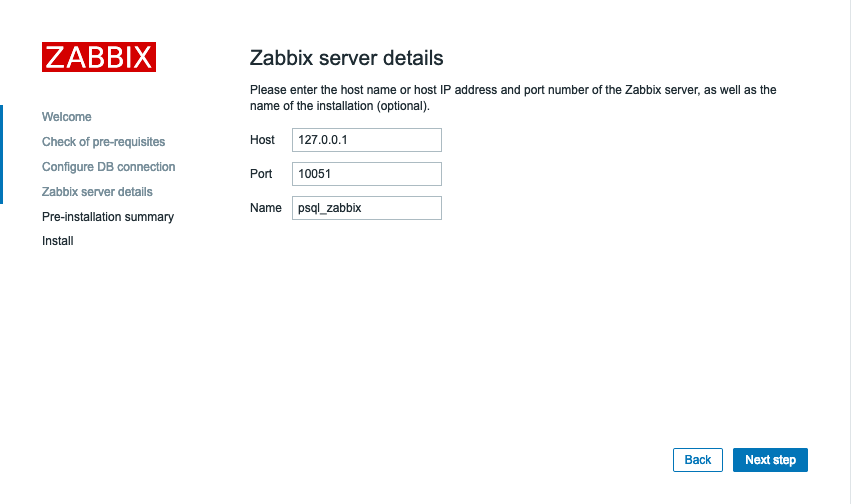 ZABBIX
Welcome
Check of pre-requisites
Configure DB connection
Zabbix server details
Pre-installation summary
Install
Zabbix server details
Please enter the host name or host IP address and port number of the Zabbix server, as well as the
name of the installation (optional).
Host 127.0.0.1
Port 10051
Name psql_zabbix
Back Next step